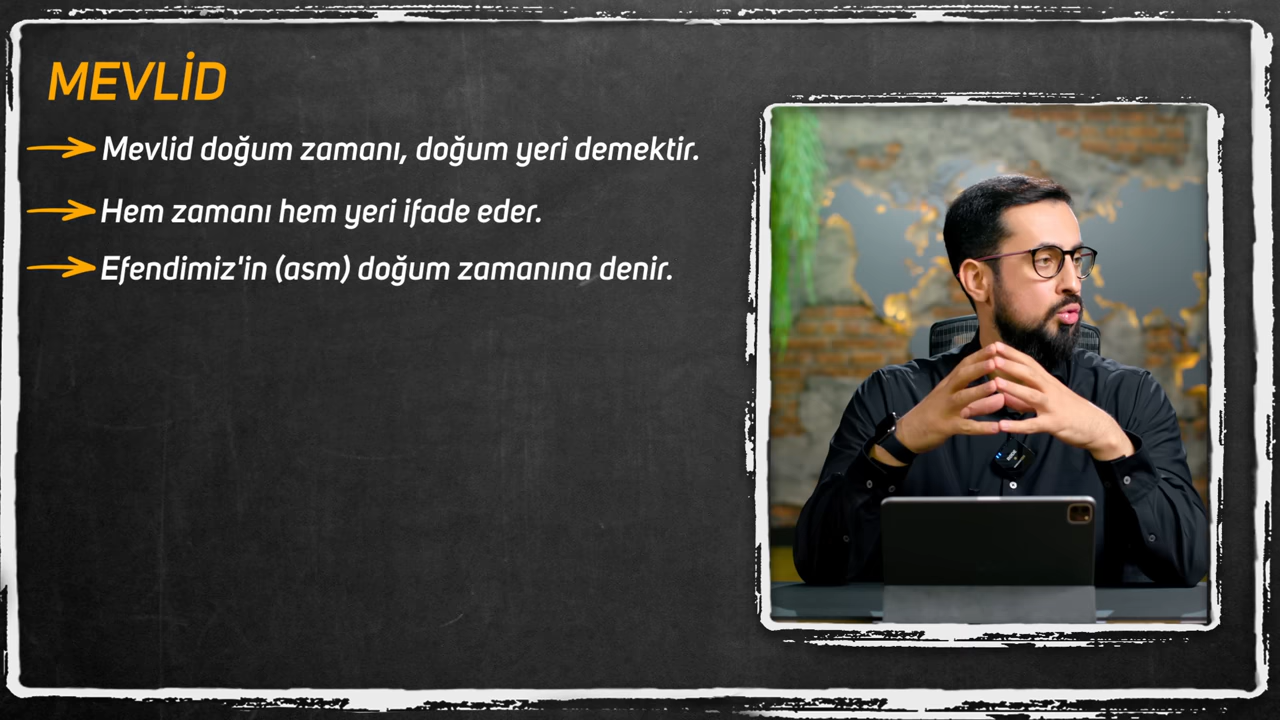 MEVLİD
Mevlid doğum zamanı, doğum yeri demektir.
Hem zamanı hem yeri ifade eder.
Efendimiz'in (asm) doğum zamanına denir.